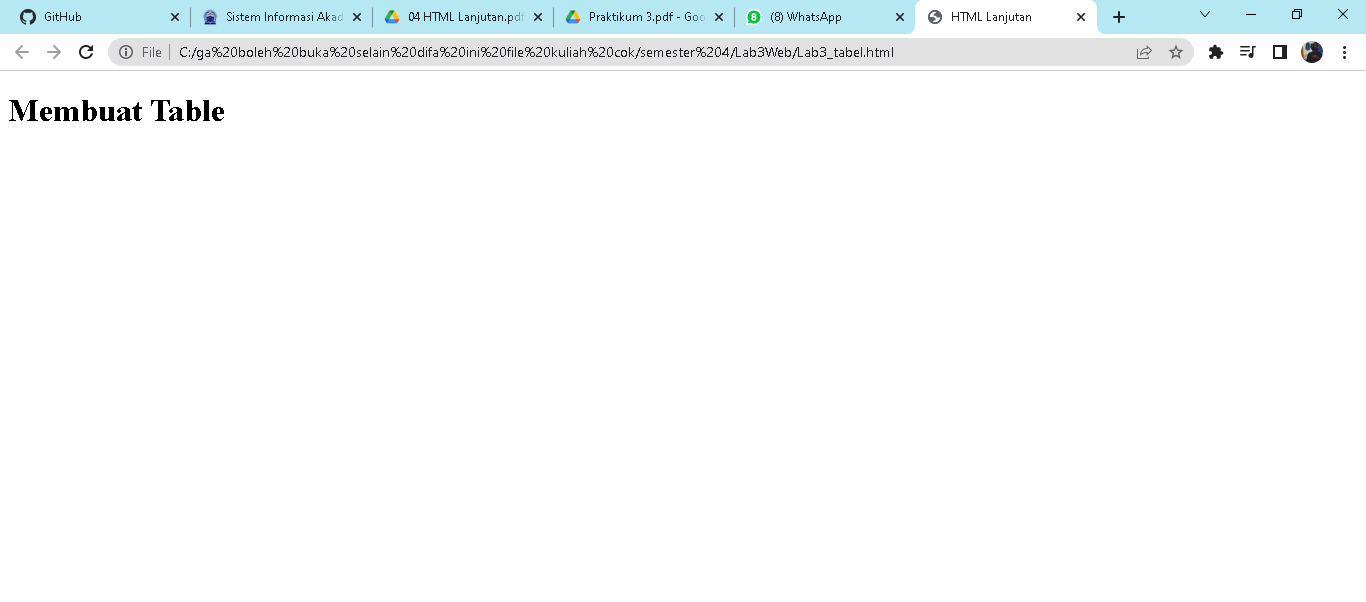 GitHub
Sistem Informasi Akad
04 HTML Lanjutan.pdf
Praktikum 3.pdf - Goo
8
(8) WhatsApp
HTML Lanjutan
File
C:/ga%20boleh%20buka%20selain%20difa%20ini%20file%20kuliah%20cok/semester%204/Lab3Web/Lab3_tabel.html
Membuat Table